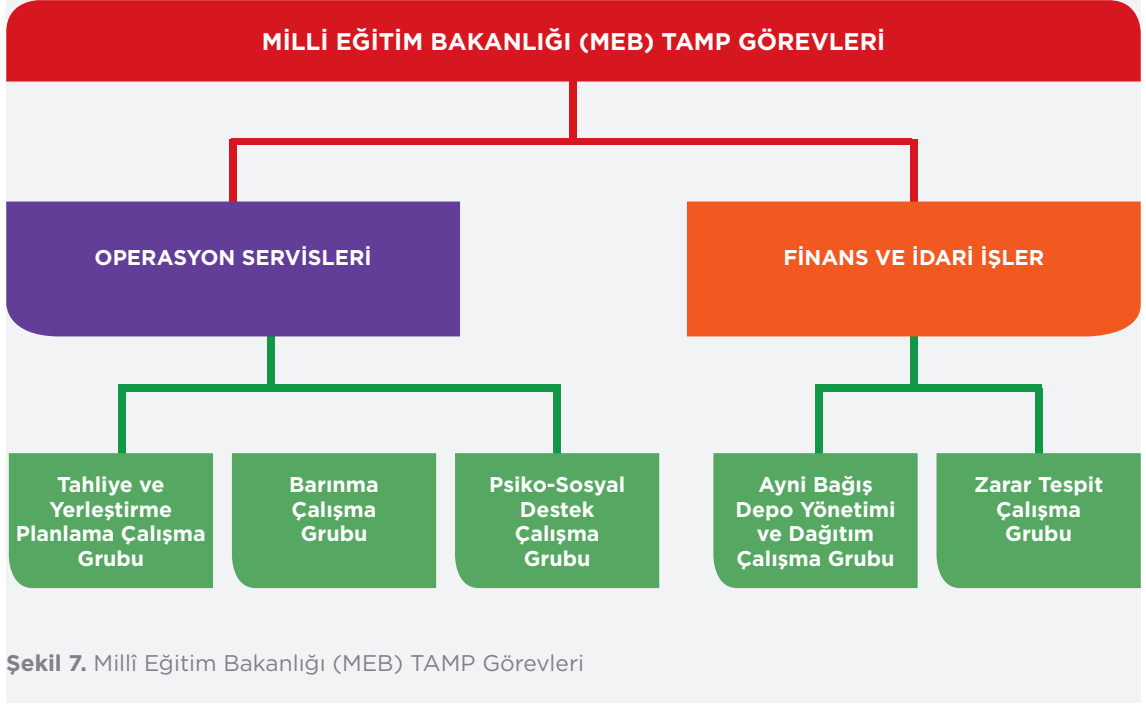 MİLLİ EĞİTİM BAKANLIĞI (MEB) TAMP GÖREVLERİ
OPERASYON SERVİSLERİ
FİNANS VE İDARİ İŞLER
Tahliye ve
Yerleştirme
Planlama Çalışma
Grubu
Barınma
Çalışma
Grubu
Psiko-Sosyal
Destek
Çalışma
Grubu
Ayni Bağış
Depo Yönetimi
ve Dağıtım
Çalışma Grubu
Zarar Tespit
Çalışma
Grubu
Şekil 7. Millî Eğitim Bakanlığı (MEB) TAMP Görevleri